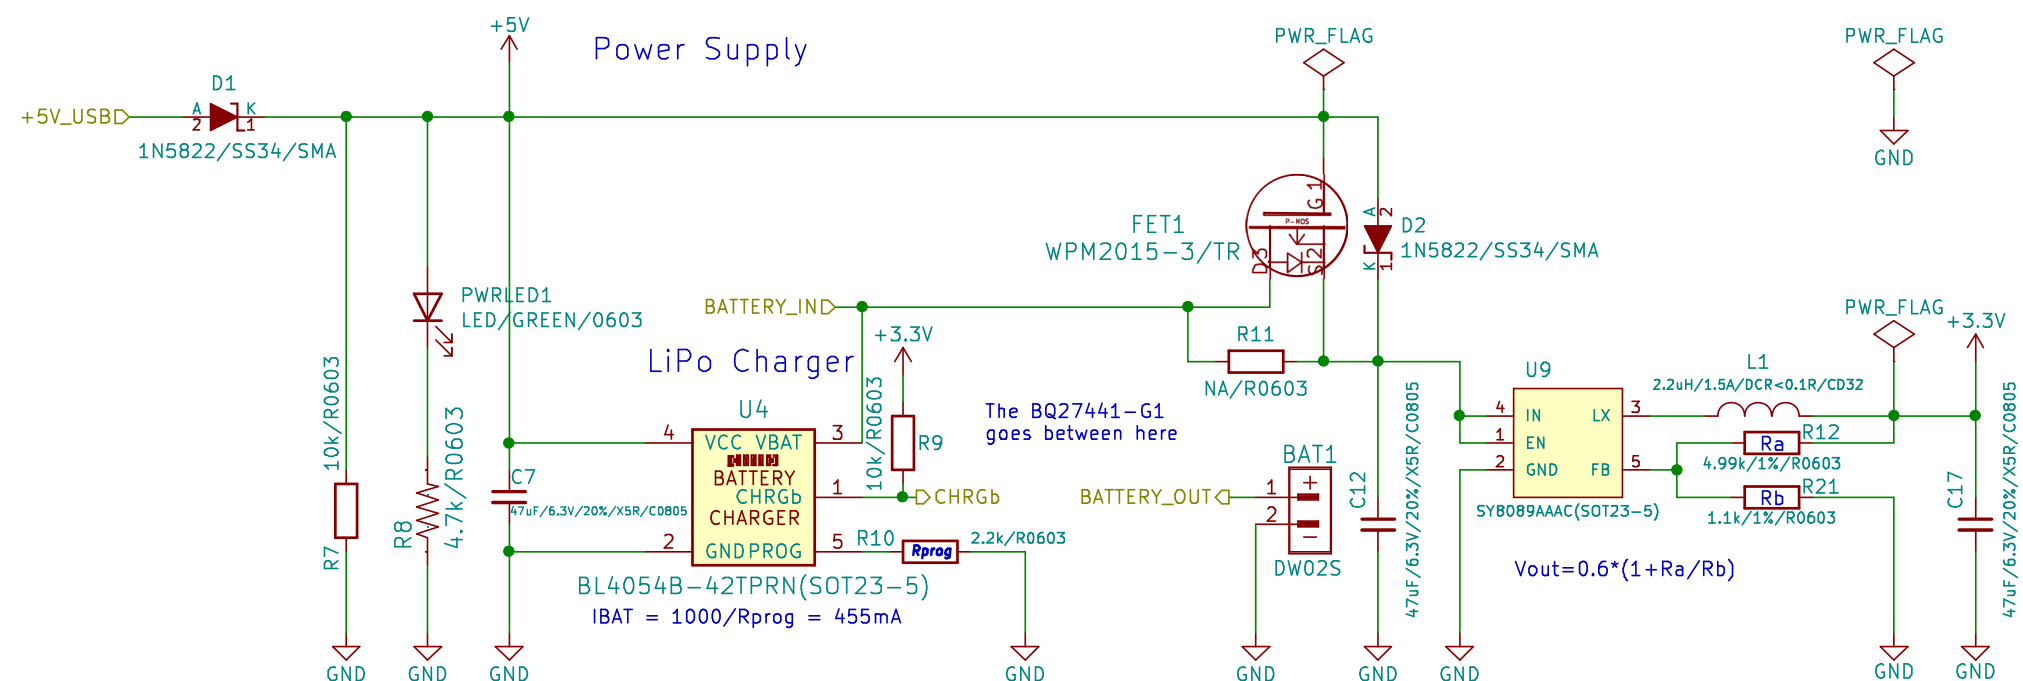 Power Supply
+5V
PWR_FLAG
PWR_FLAG
D1
+5V_USB
A
2
K
1
1N5822/SS34/SMA
GND
G 1
P-MOS
D3
S 2
FET1
WPM2015-3/TR
A
2
K
1
D2
1N5822/SS34/SMA
PWRLED1
LED/GREEN/0603
BATTERY_IN
+3.3V
R11
NA/R0603
PWR_FLAG
+3.3V
LiPo Charger
10k/R0603
R7
4.7k/R0603
R8
C7
47uF/6.3V/20%/X5R/C0805
U4
4
VCC
VBAT
3
BATTERY
CHRGb
1
CHARGER
2
GND
PROG
5
BL4054B-42TPRN(SOT23-5)
IBAT = 1000/Rprog = 455mA
10k/R0603
R9
CHRGb
R10
Rprog
2.2k/R0603
The BQ27441-G1
goes between here
BATTERY_OUT
BAT1
1
+
2
-
DW02S
C12
47uF/6.3V/20%/X5R/C0805
U9
4
IN
LX
3
1
EN
2
GND
FB
5
SY8089AAAC(SOT23-5)
L1
2.2uH/1.5A/DCR<0.1R/CD32
Ra
R12
4.99k/1%/R0603
Rb
R21
1.1k/1%/R0603
Vout=0.6*(1+Ra/Rb)
C17
47uF/6.3V/20%/X5R/C0805
GND
GND
GND
GND
GND
GND
GND
GND
GND